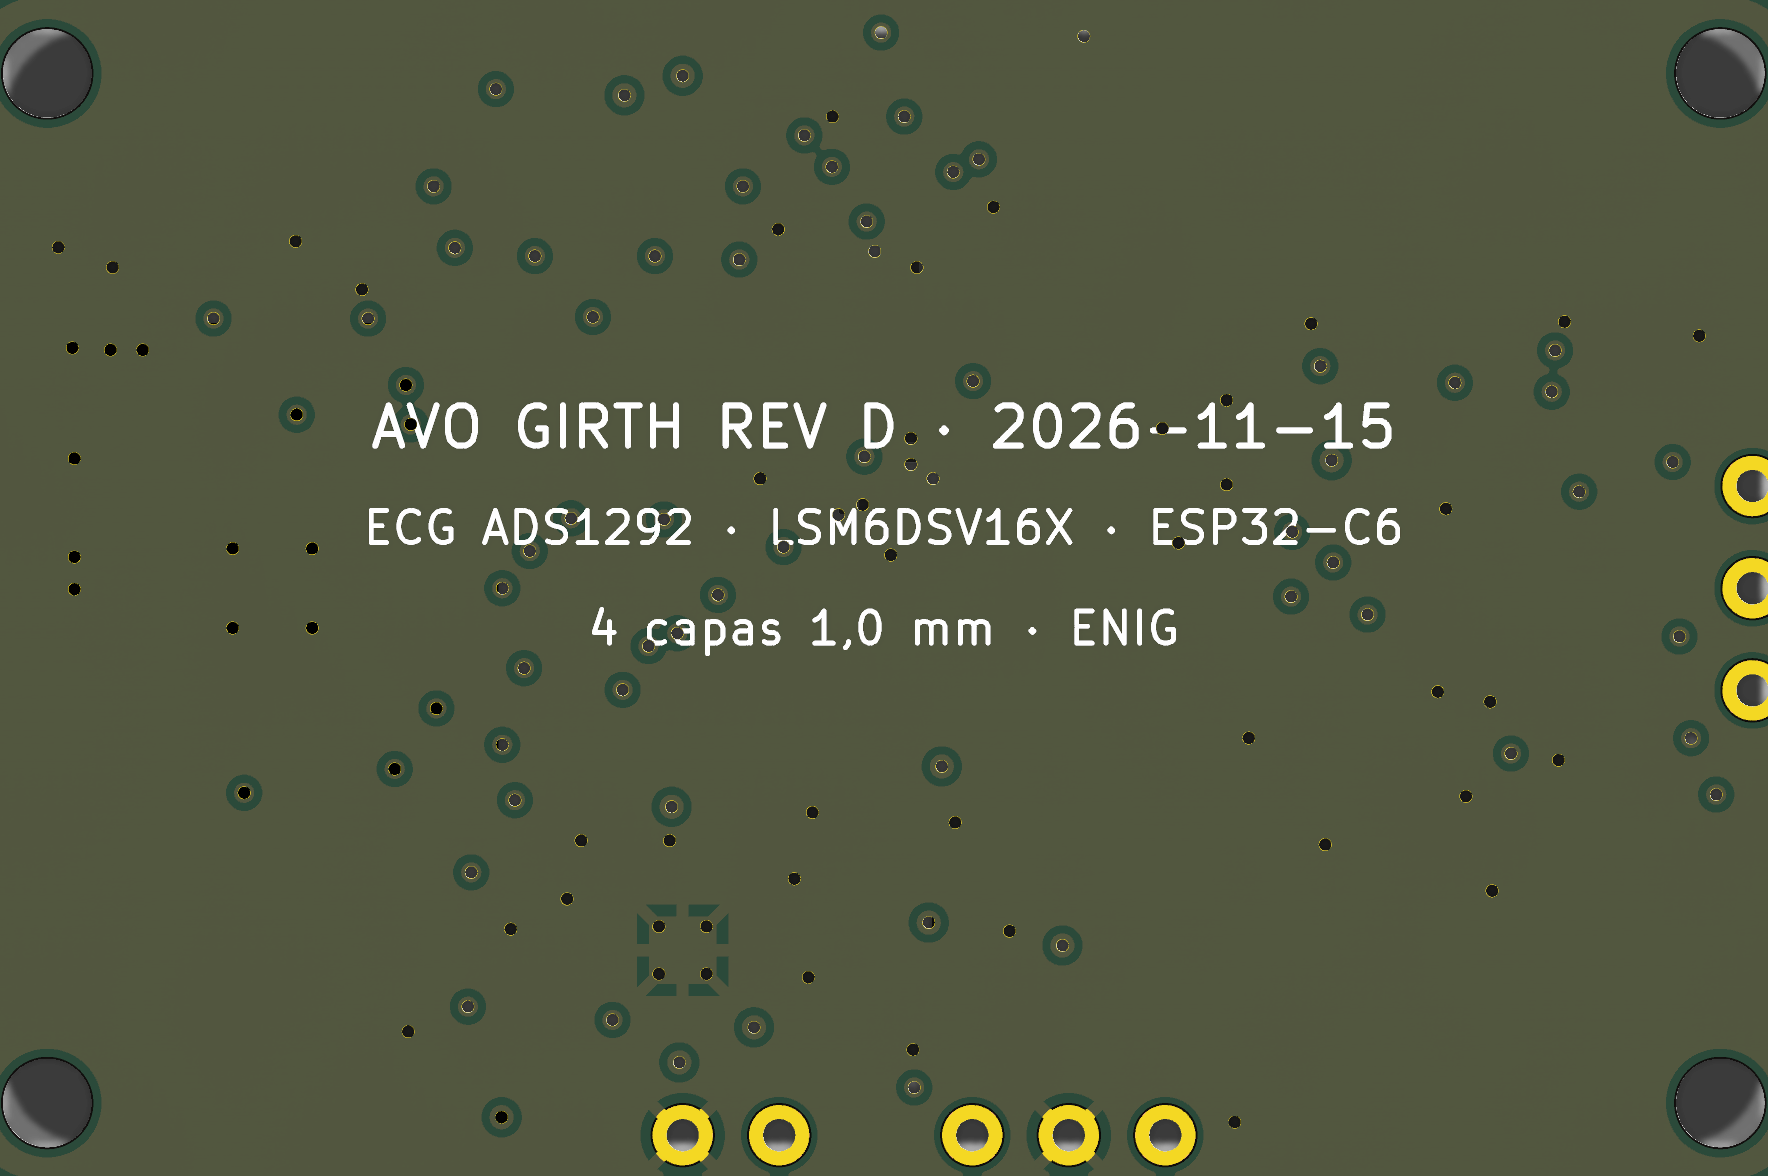 AVO GIRTH REV D · 2026-11-15
ECG ADS1292 · LSM6DSV16X · ESP32-C6
4 capas 1,0 mm · ENIG